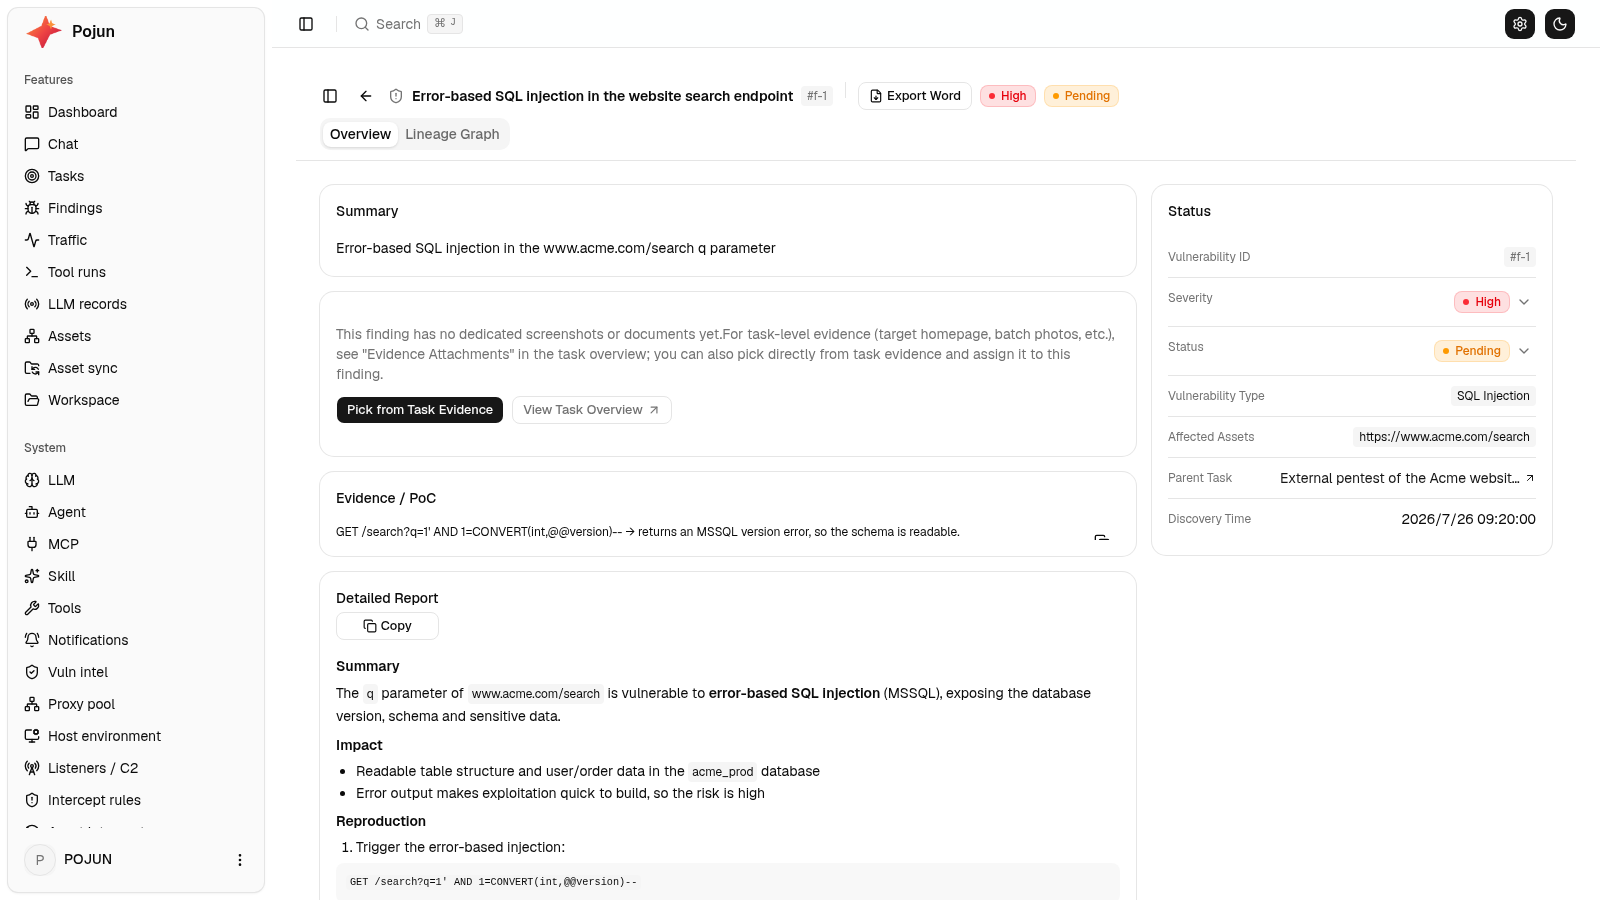 Pojun
Search
⌘ J
Features
Dashboard
Chat
Tasks
Findings
Traffic
Tool runs
LLM records
Assets
Asset sync
Workspace
System
LLM
Agent
MCP
Skill
Tools
Notifications
Vuln intel
Proxy pool
Host environment
Listeners / C2
Intercept rules
P
POJUN
Error-based SQL injection in the website search endpoint
#f-1
Export Word
High
Pending
Overview
Lineage Graph
Summary
Error-based SQL injection in the www.acme.com/search q parameter
This finding has no dedicated screenshots or documents yet.For task-level evidence (target homepage, batch photos, etc.),
see "Evidence Attachments" in the task overview; you can also pick directly from task evidence and assign it to this
finding.
Pick from Task Evidence
View Task Overview
Evidence / PoC
GET /search?q=1' AND 1=CONVERT(int,@@version)-- → returns an MSSQL version error, so the schema is readable.
Detailed Report
Copy
Summary
The q parameter of www.acme.com/search is vulnerable to error-based SQL injection (MSSQL), exposing the database
version, schema and sensitive data.
Impact
• Readable table structure and user/order data in the acme_prod database
• Error output makes exploitation quick to build, so the risk is high
Reproduction
1. Trigger the error-based injection:
GET /search?q=1' AND 1=CONVERT(int,@@version)--
Status
Vulnerability ID
#f-1
Severity
High
Status
Pending
Vulnerability Type
SQL Injection
Affected Assets
https://www.acme.com/search
Parent Task
External pentest of the Acme websit...
Discovery Time
2026/7/26 09:20:00